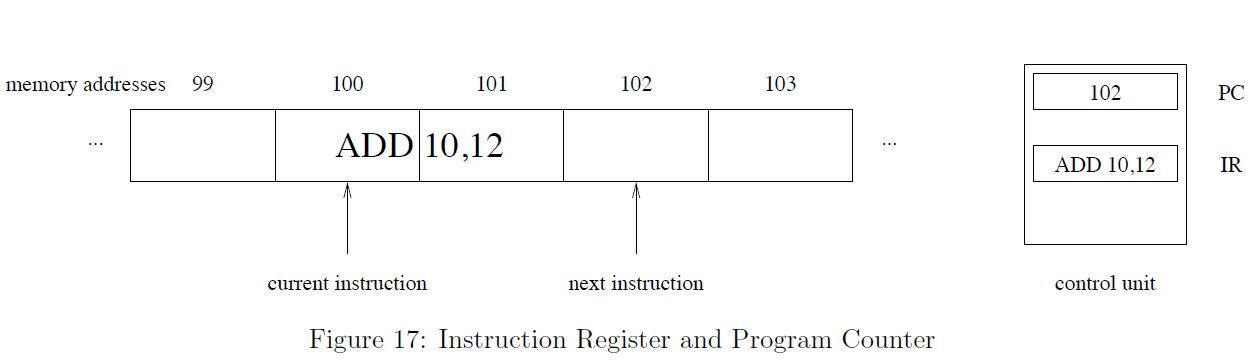 memory addresses 99 100 101 102 103
102 PC
... ADD 10,12 ...
ADD 10,12 IR
current instruction next instruction control unit
Figure 17: Instruction Register and Program Counter